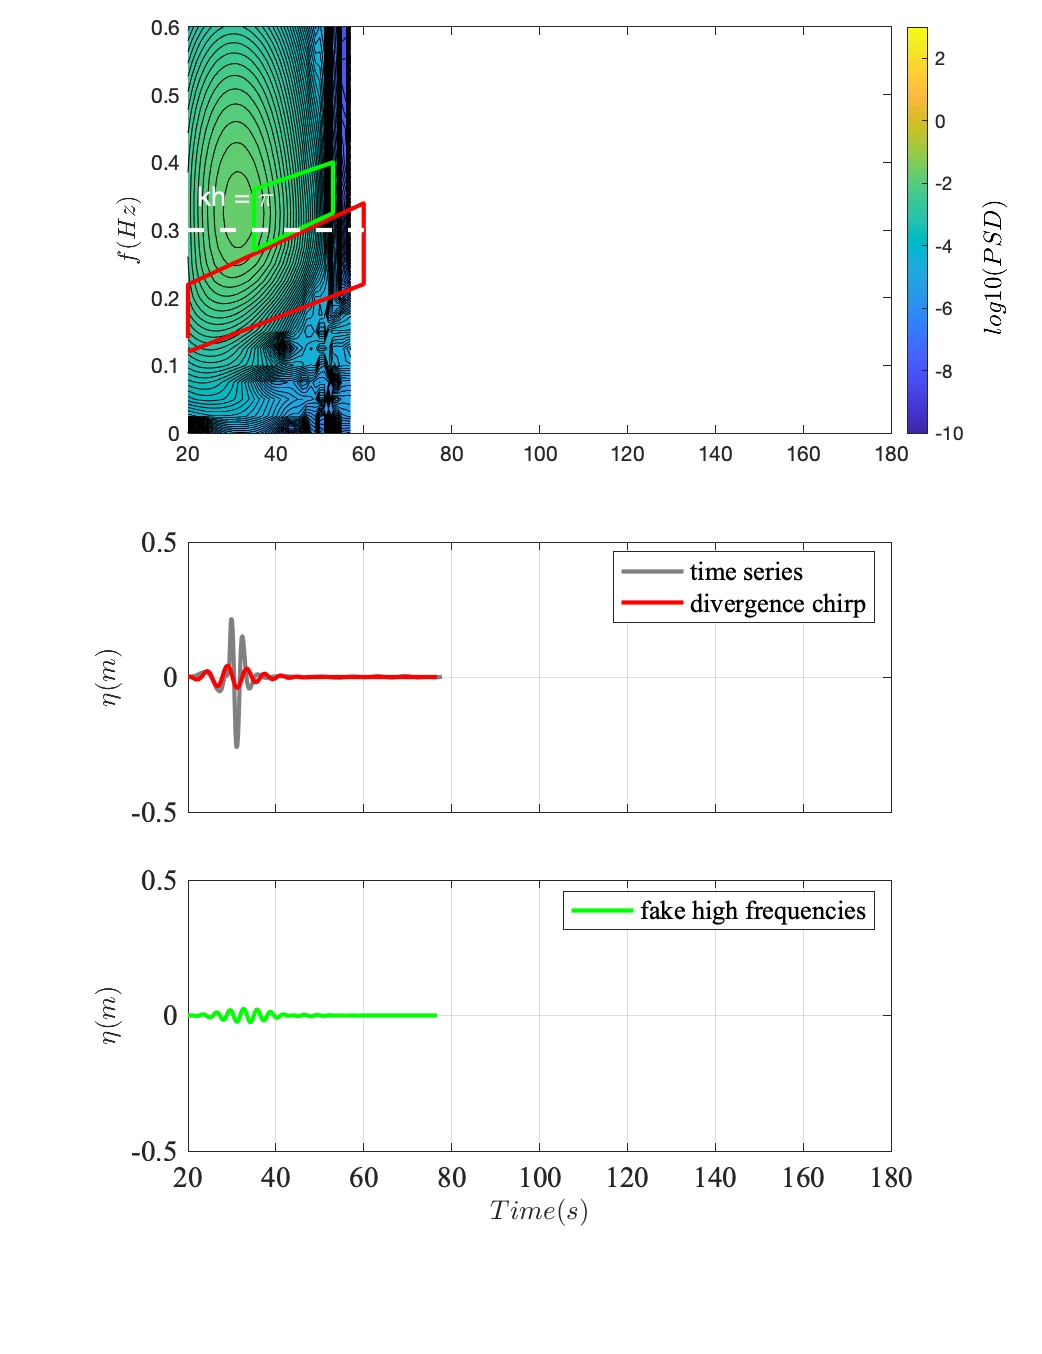 0.6
0.5
0.4
0.3
0.2
0.1
0
f(Hz)
kh = π
20 40 60 80 100 120 140 160 180
2
0
-2
-4
-6
-8
-10
log10(PSD)
0.5
0
-0.5
η(m)
time series
divergence chirp
0.5
0
-0.5
η(m)
fake high frequencies
20 40 60 80 100 120 140 160 180
Time(s)